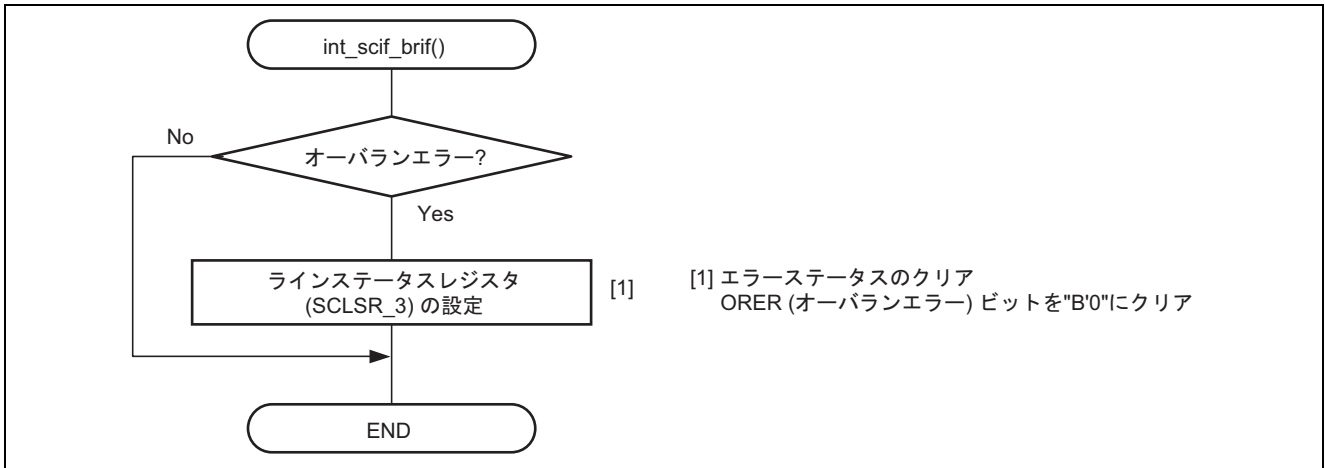 int_scif_brif()
No
オーバランエラー?
Yes
ラインステータスレジスタ
(SCLSR_3) の設定
[1]
[1] エラーステータスのクリア
ORER (オーバランエラー) ビットを"B'0"にクリア
END